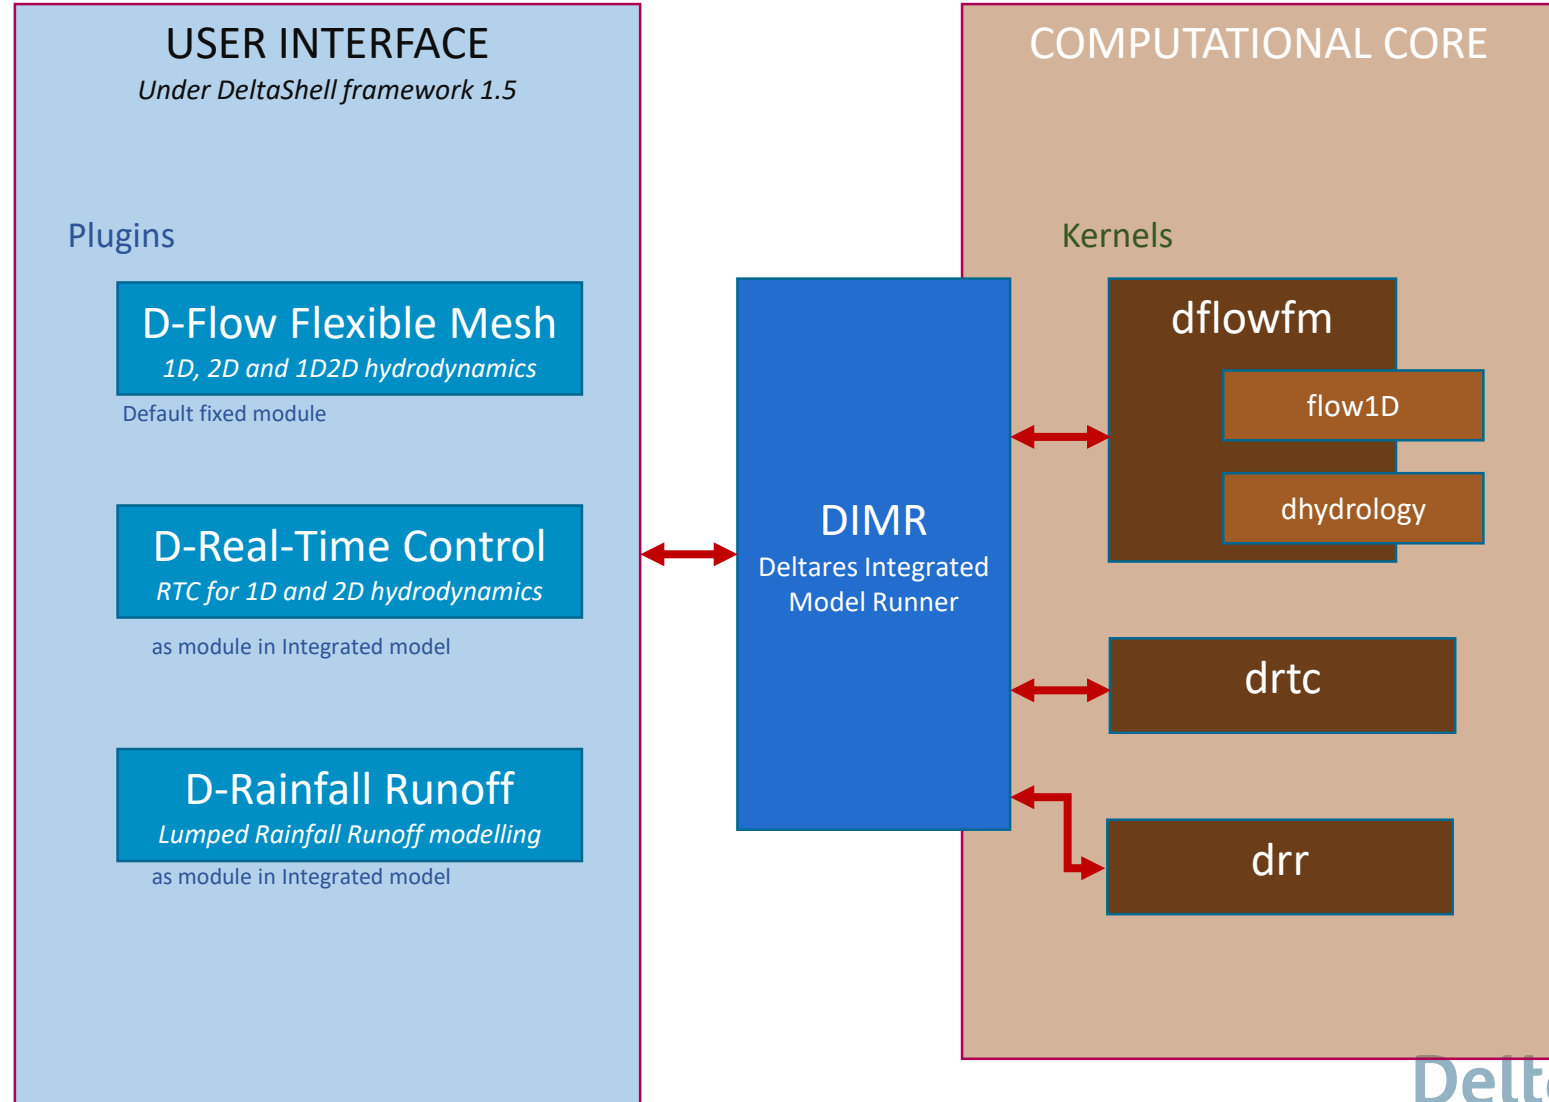 USER INTERFACE
Under DeltaShell framework 1.5
Plugins
D-Flow Flexible Mesh
1D, 2D and 1D2D hydrodynamics
Default fixed module
D-Real-Time Control
RTC for 1D and 2D hydrodynamics
as module in Integrated model
D-Rainfall Runoff
Lumped Rainfall Runoff modelling
as module in Integrated model
DIMR
Deltares Integrated
Model Runner
COMPUTATIONAL CORE
Kernels
dflowfm
flow1D
dhydrology
drtc
drr